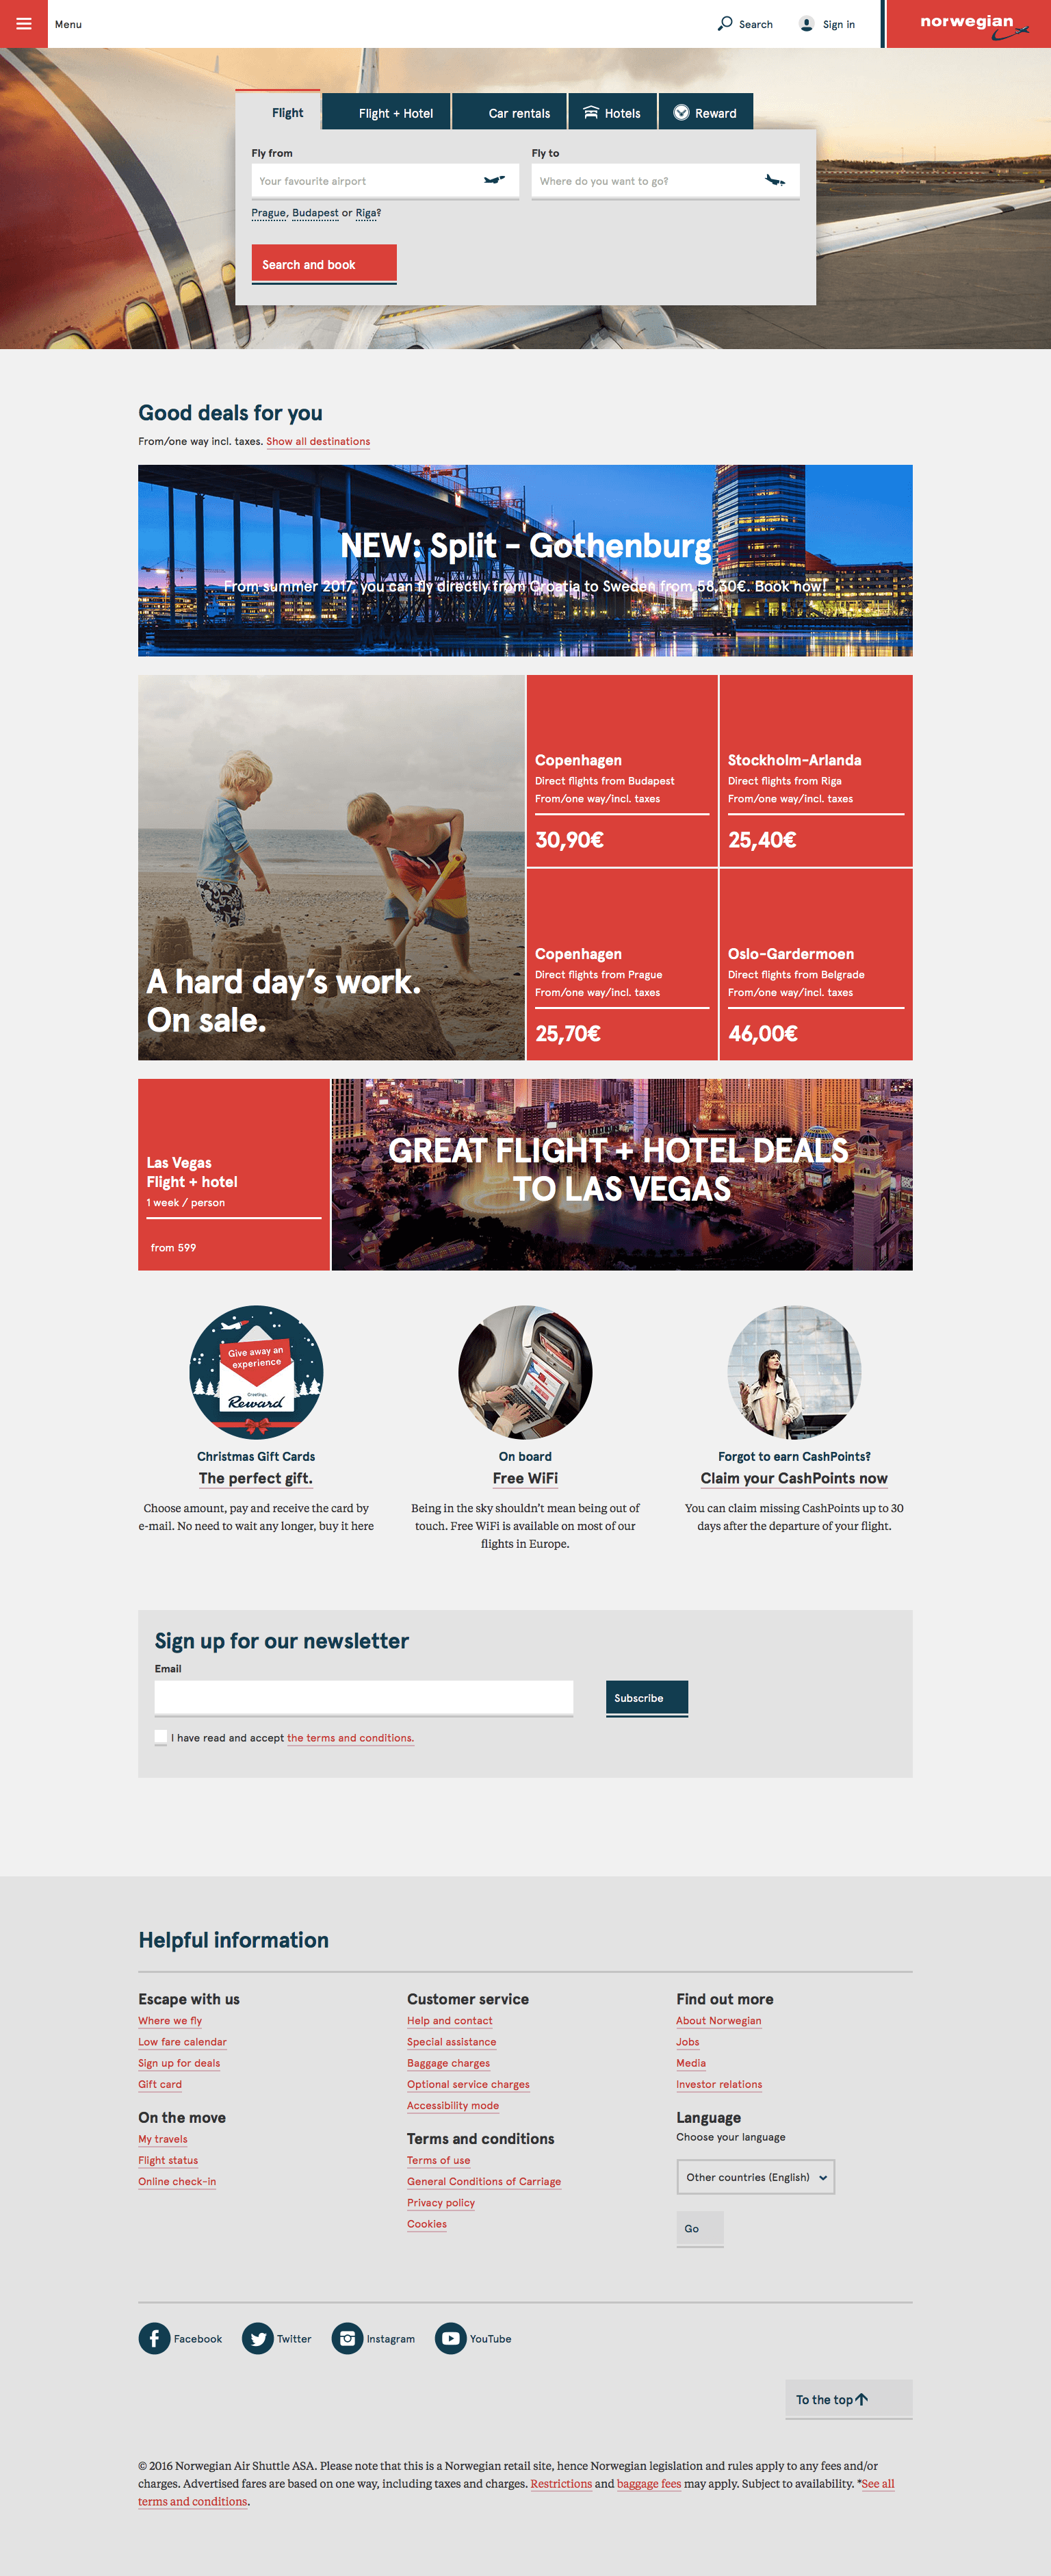 Menu
Search
Sign in
norwegian
Flight
Flight + Hotel
Car rentals
Hotels
Reward
Fly from
Fly to
Your favourite airport
Where do you want to go?
Prague, Budapest or Riga?
Search and book
Good deals for you
From/one way incl. taxes. Show all destinations
NEW: Split - Gothenburg
From summer 2017, you can fly directly from Croatia to Sweden from 58,30€. Book now!
A hard day's work.
On sale.
Copenhagen
Direct flights from Budapest
From/one way/incl. taxes
30,90€
Stockholm-Arlanda
Direct flights from Riga
From/one way/incl. taxes
25,40€
Copenhagen
Direct flights from Prague
From/one way/incl. taxes
25,70€
Oslo-Gardermoen
Direct flights from Belgrade
From/one way/incl. taxes
46,00€
Las Vegas
Flight + hotel
1 week / person
from 599
GREAT FLIGHT + HOTEL DEALS
TO LAS VEGAS
Give away an
experience
Greetings,
Reward
Christmas Gift Cards
The perfect gift.
Choose amount, pay and receive the card by
e-mail. No need to wait any longer, buy it here
On board
Free WiFi
Being in the sky shouldn't mean being out of
touch. Free WiFi is available on most of our
flights in Europe.
Forgot to earn CashPoints?
Claim your CashPoints now
You can claim missing CashPoints up to 30
days after the departure of your flight.
Sign up for our newsletter
Email
Subscribe
I have read and accept the terms and conditions.
Helpful information
Escape with us
Where we fly
Low fare calendar
Sign up for deals
Gift card
On the move
My travels
Flight status
Online check-in
Customer service
Help and contact
Special assistance
Baggage charges
Optional service charges
Accessibility mode
Terms and conditions
Terms of use
General Conditions of Carriage
Privacy policy
Cookies
Find out more
About Norwegian
Jobs
Media
Investor relations
Language
Choose your language
Other countries (English)
Go
Facebook
Twitter
Instagram
YouTube
To the top
© 2016 Norwegian Air Shuttle ASA. Please note that this is a Norwegian retail site, hence Norwegian legislation and rules apply to any fees and/or
charges. Advertised fares are based on one way, including taxes and charges. Restrictions and baggage fees may apply. Subject to availability. *See all
terms and conditions.